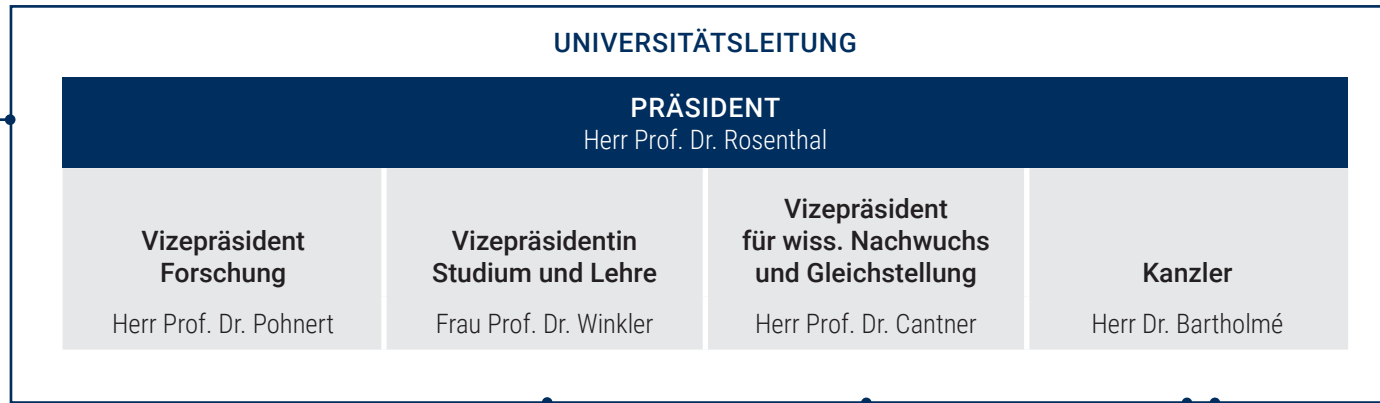 UNIVERSITÄTSLEITUNG
PRÄSIDENT
Herr Prof. Dr. Rosenthal
Vizepräsident
Forschung
Herr Prof. Dr. Pohnert
Vizepräsidentin
Studium und Lehre
Frau Prof. Dr. Winkler
Vizepräsident
für wiss. Nachwuchs
und Gleichstellung
Herr Prof. Dr. Cantner
Kanzler
Herr Dr. Bartholmé